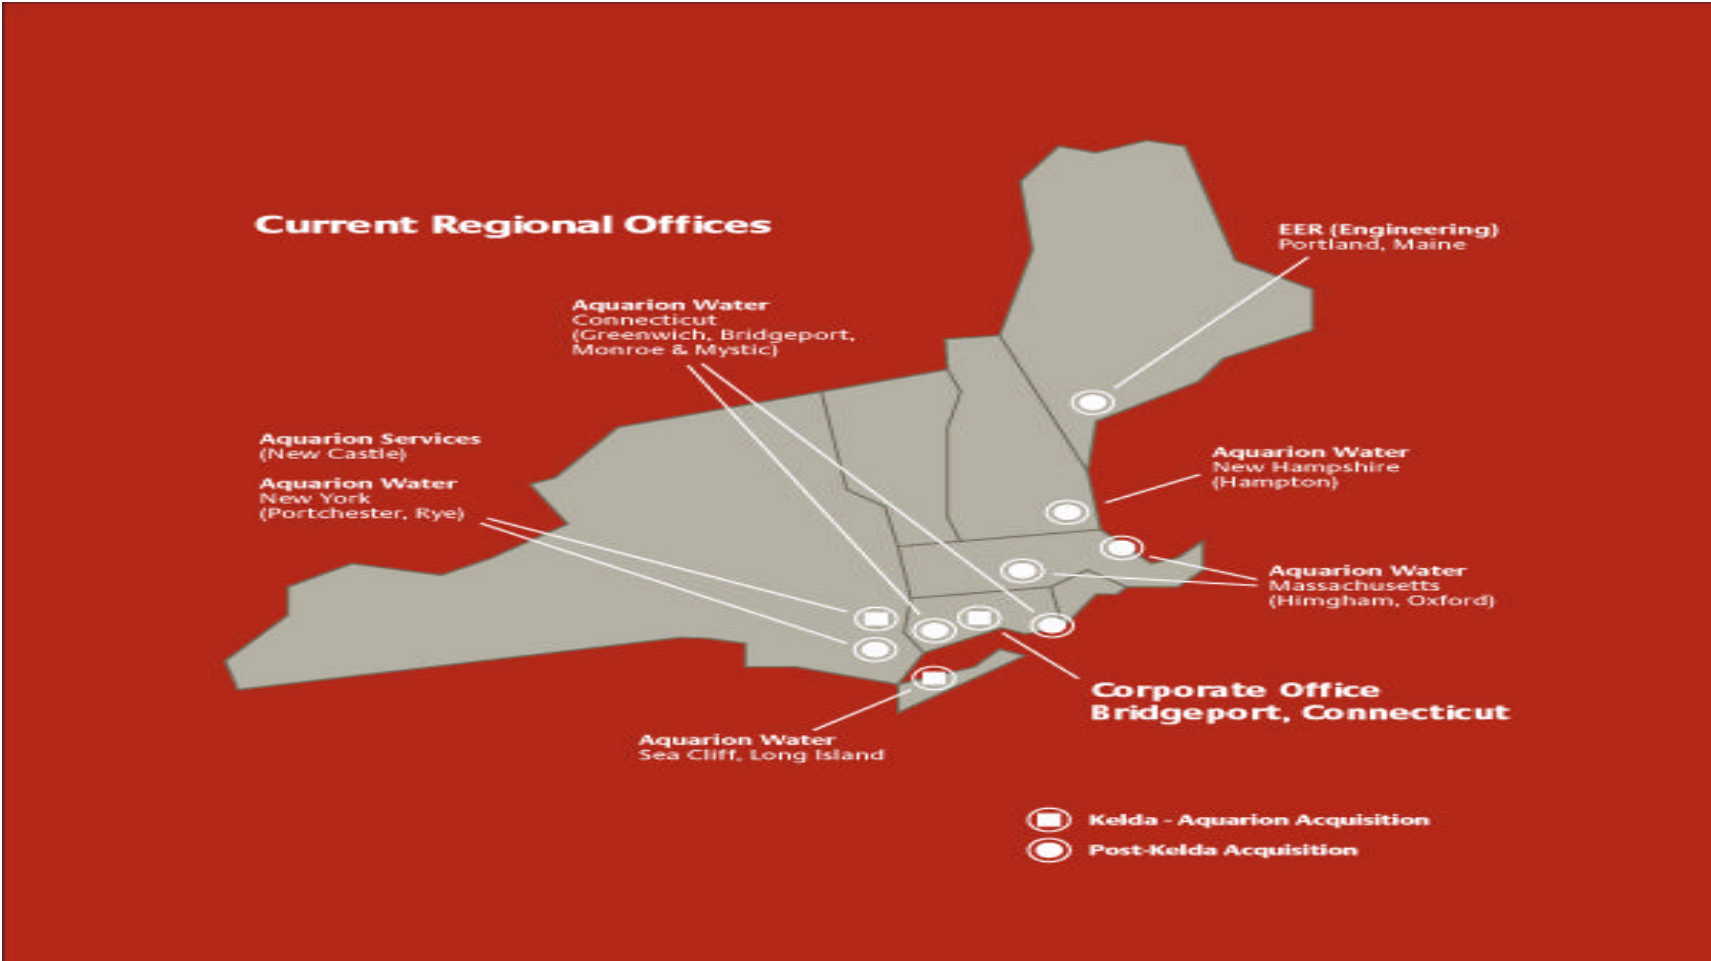 Current Regional Offices
EER (Engineering)
Portland, Maine
Aquarion Water
Connecticut
(Greenwich, Bridgeport,
Monroe & Mystic)
Aquarion Services
(New Castle)
Aquarion Water
New York
(Portchester, Rye)
Aquarion Water
New Hampshire
(Hampton)
Aquarion Water
Massachusetts
(Himgham, Oxford)
Corporate Office
Bridgeport, Connecticut
Aquarion Water
Sea Cliff, Long Island
Kelda - Aquarion Acquisition
Post-Kelda Acquisition